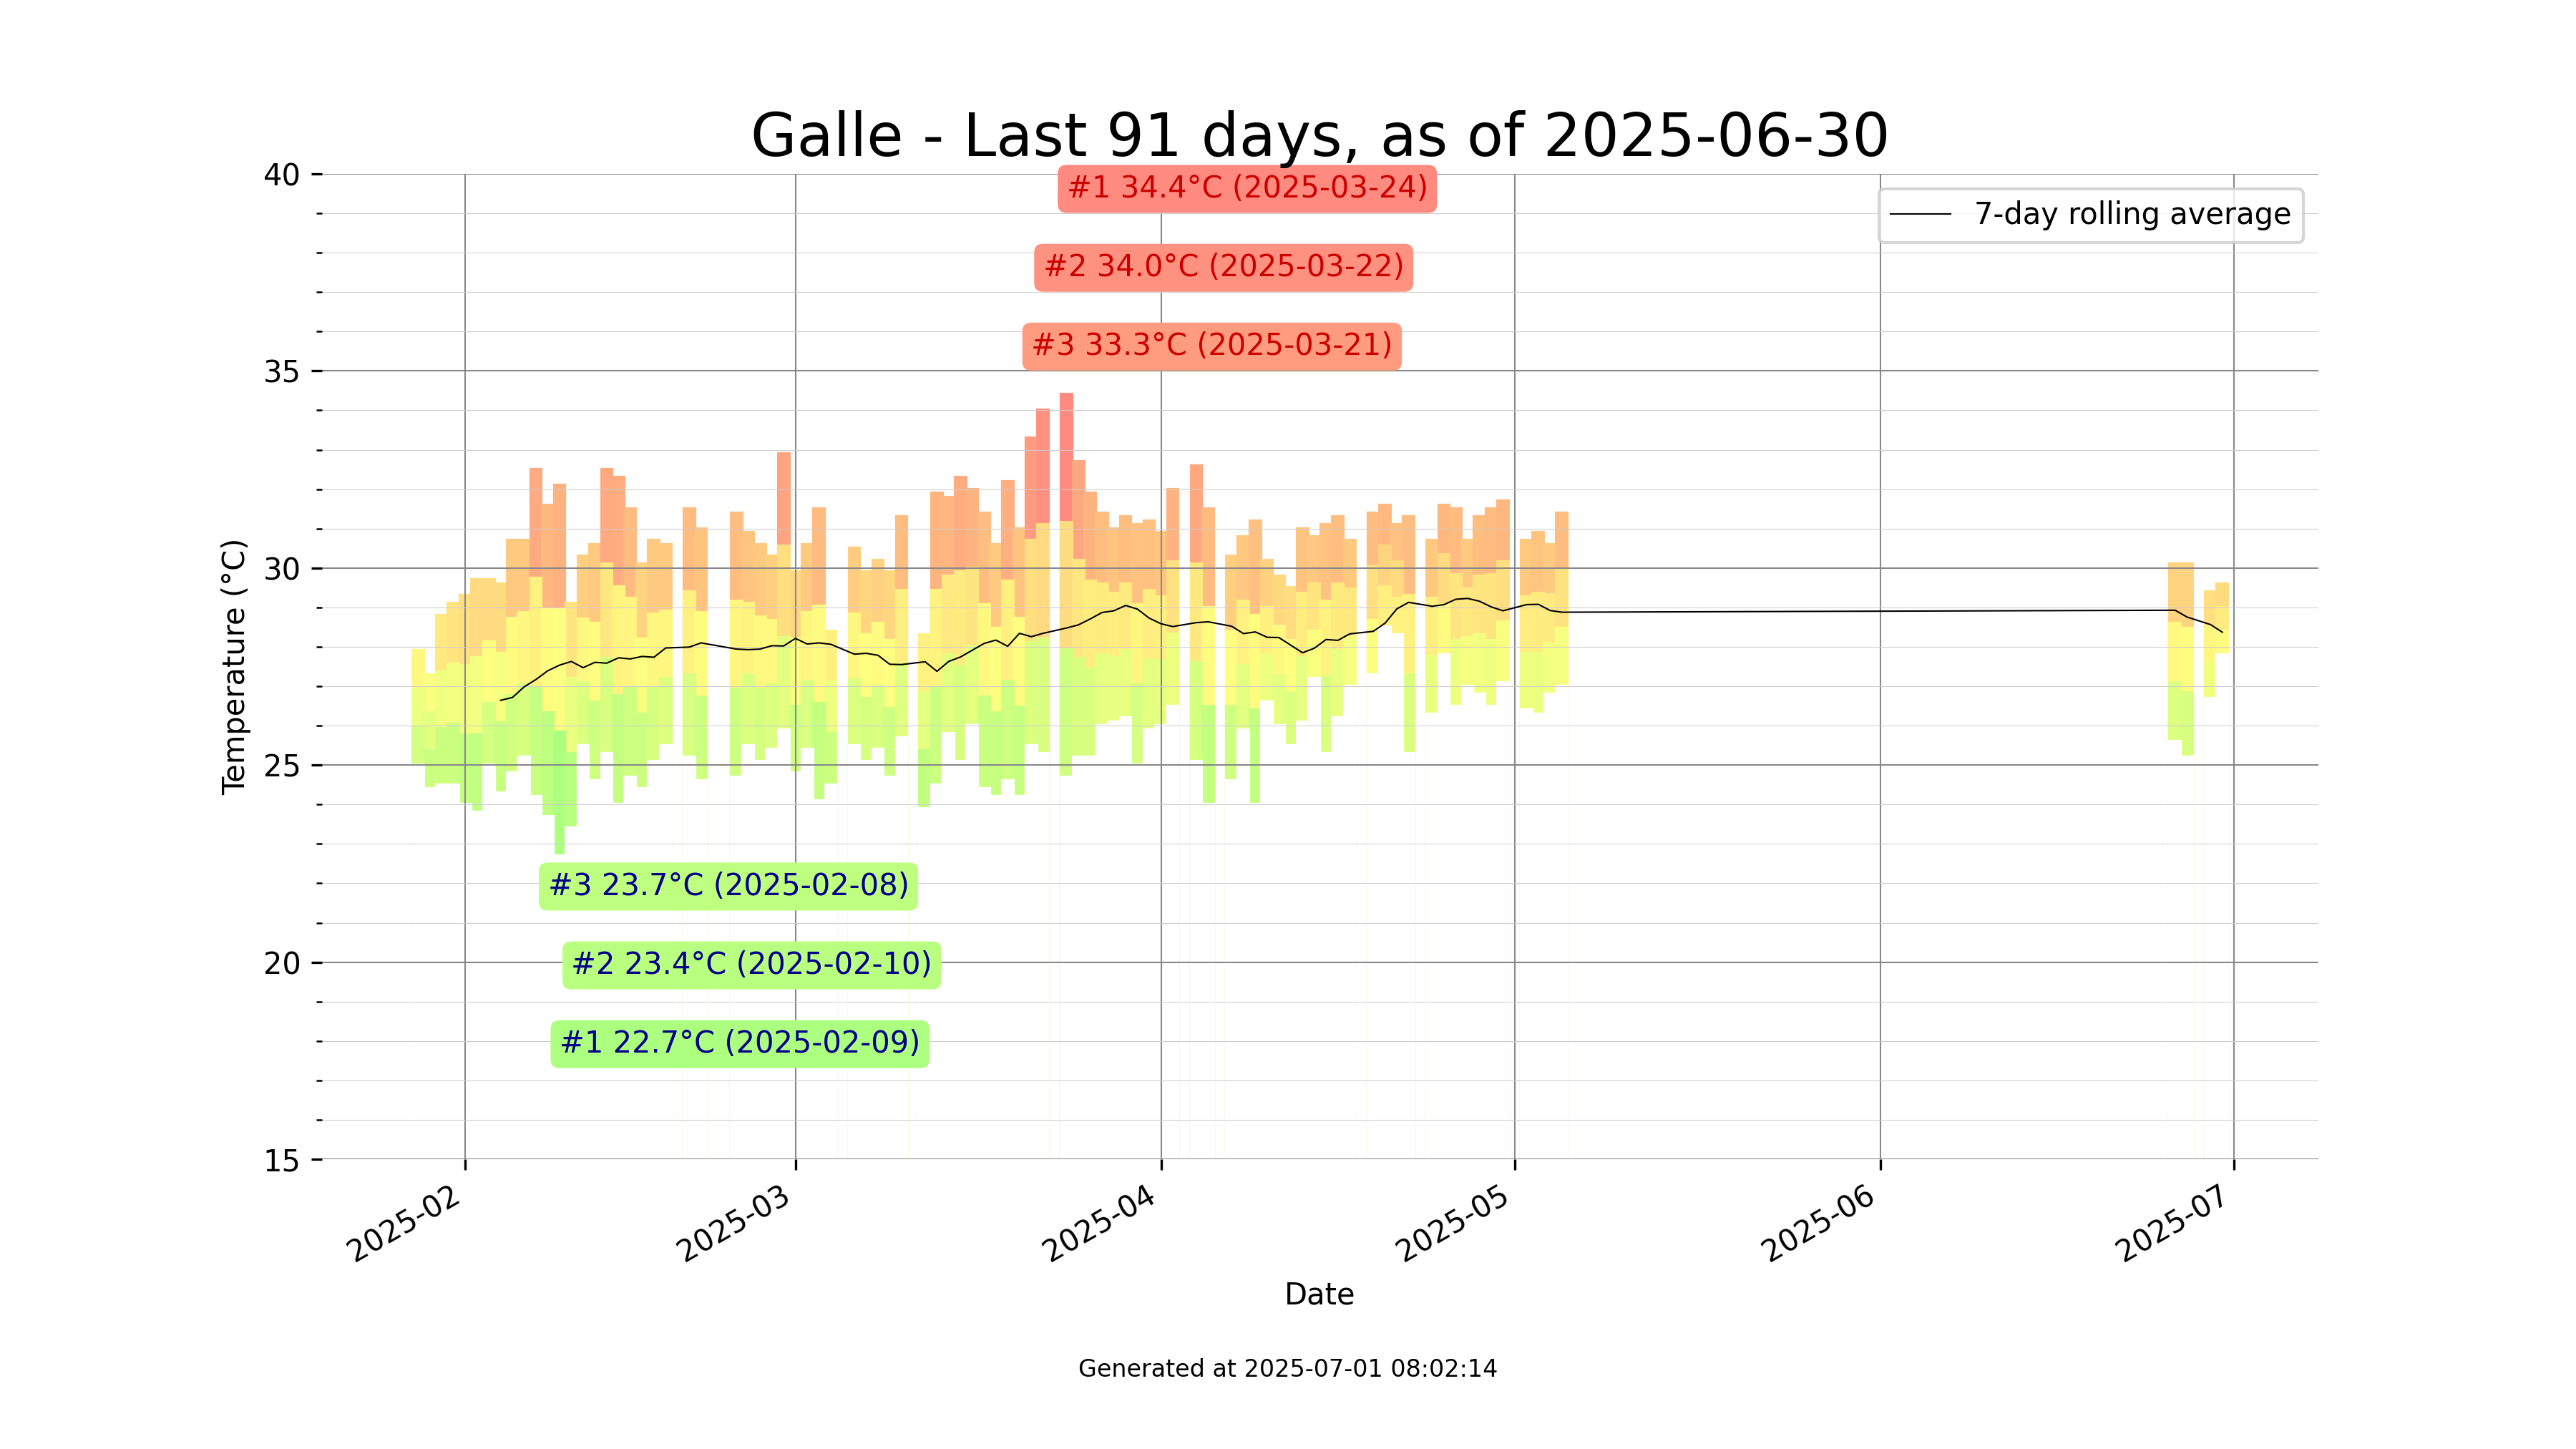 Galle - Last 91 days, as of 2025-06-30
#1 34.4°C (2025-03-24)
7-day rolling average
#2 34.0°C (2025-03-22)
#3 33.3°C (2025-03-21)
#3 23.7°C (2025-02-08)
#2 23.4°C (2025-02-10)
#1 22.7°C (2025-02-09)
Temperature (°C)
40
35
30
25
20
15
2025-02
2025-03
2025-04
2025-05
2025-06
2025-07
Date
Generated at 2025-07-01 08:02:14